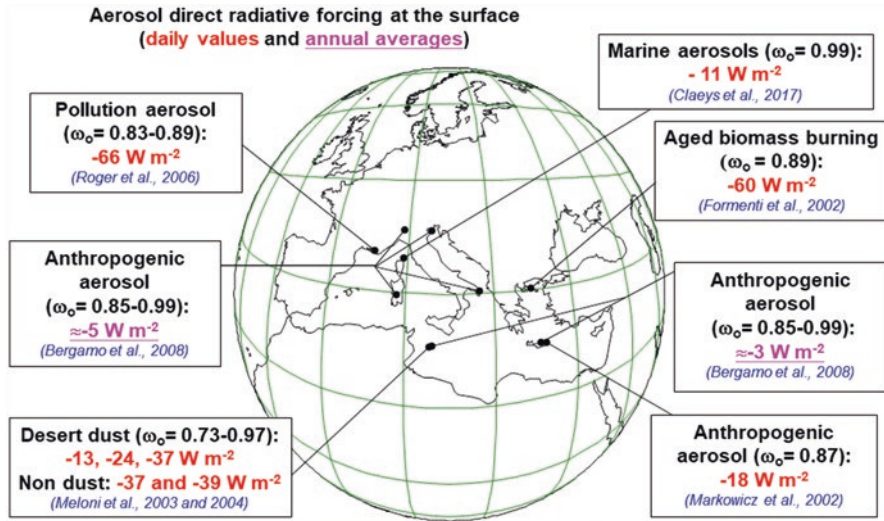 Aerosol direct radiative forcing at the surface
(daily values and annual averages)
Marine aerosols (ωₒ= 0.99):
- 11 W m⁻²
(Claeys et al., 2017)
Pollution aerosol
(ωₒ= 0.83-0.89):
-66 W m⁻²
(Roger et al., 2006)
Aged biomass burning
(ωₒ= 0.89):
-60 W m⁻²
(Formenti et al., 2002)
Anthropogenic
aerosol
(ωₒ= 0.85-0.99):
≈-5 W m⁻²
(Bergamo et al., 2008)
Anthropogenic
aerosol
(ωₒ= 0.85-0.99):
≈-3 W m⁻²
(Bergamo et al., 2008)
Desert dust (ωₒ= 0.73-0.97):
-13, -24, -37 W m⁻²
Non dust: -37 and -39 W m⁻²
(Meloni et al., 2003 and 2004)
Anthropogenic
aerosol (ωₒ= 0.87):
-18 W m⁻²
(Markowicz et al., 2002)